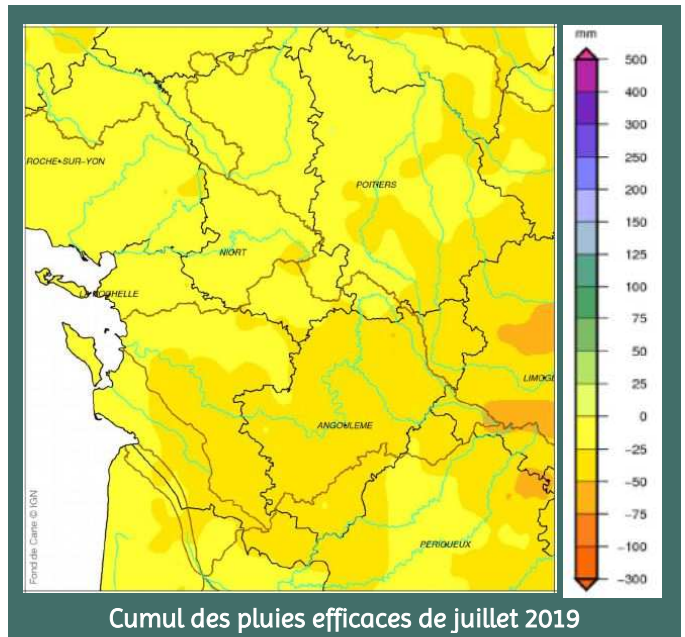 mm
500
400
300
250
200
150
125
100
75
50
25
0
-25
-50
-75
-100
-300
ROCHE-SUR-YON
POITIERS
NIORT
LA ROCHELLE
LIMOGE
ANGOULEME
PERIGUEUX
Fond de Carte © IGN
Cumul des pluies efficaces de juillet 2019